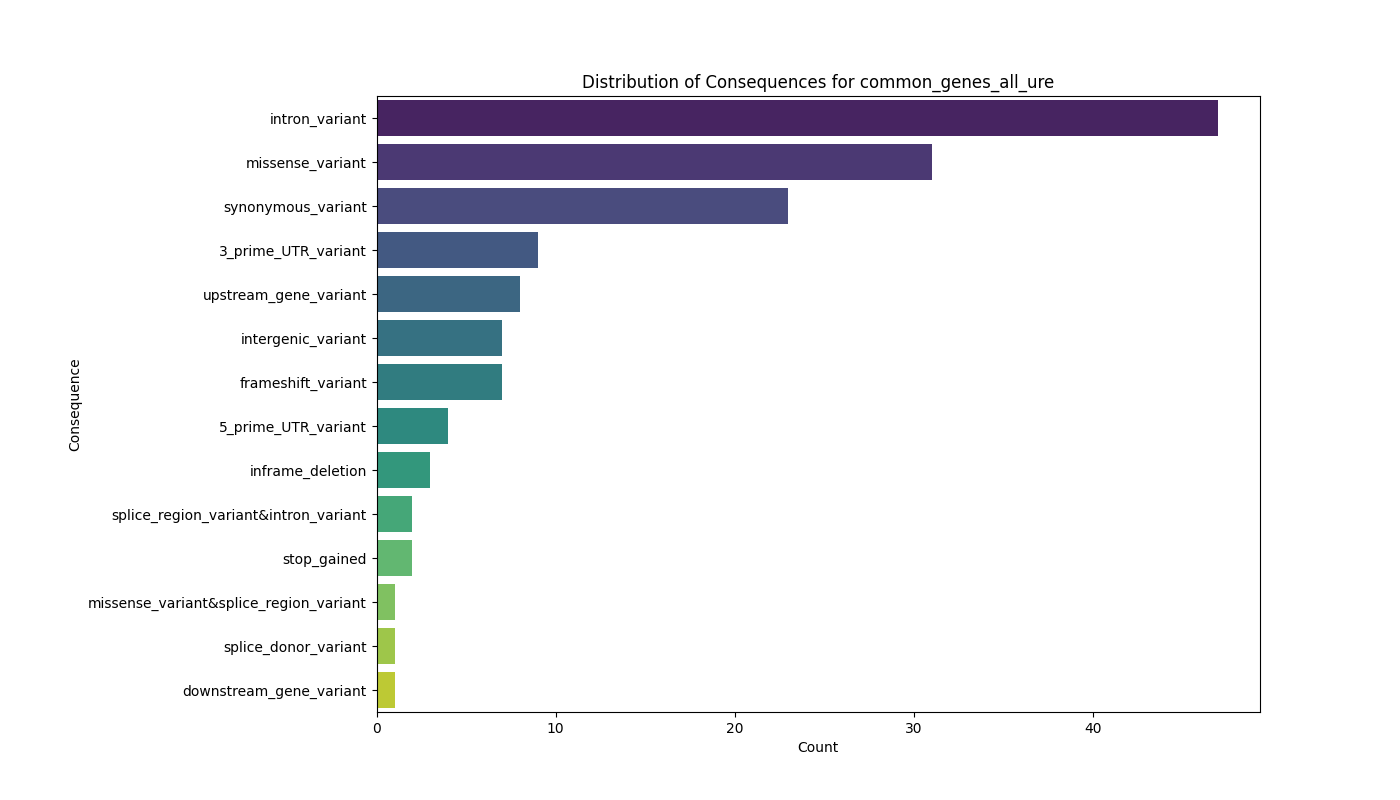 Distribution of Consequences for common_genes_all_ure
intron_variant
missense_variant
synonymous_variant
3_prime_UTR_variant
upstream_gene_variant
intergenic_variant
frameshift_variant
5_prime_UTR_variant
inframe_deletion
splice_region_variant&intron_variant
stop_gained
missense_variant&splice_region_variant
splice_donor_variant
downstream_gene_variant
Consequence
0 10 20 30 40
Count